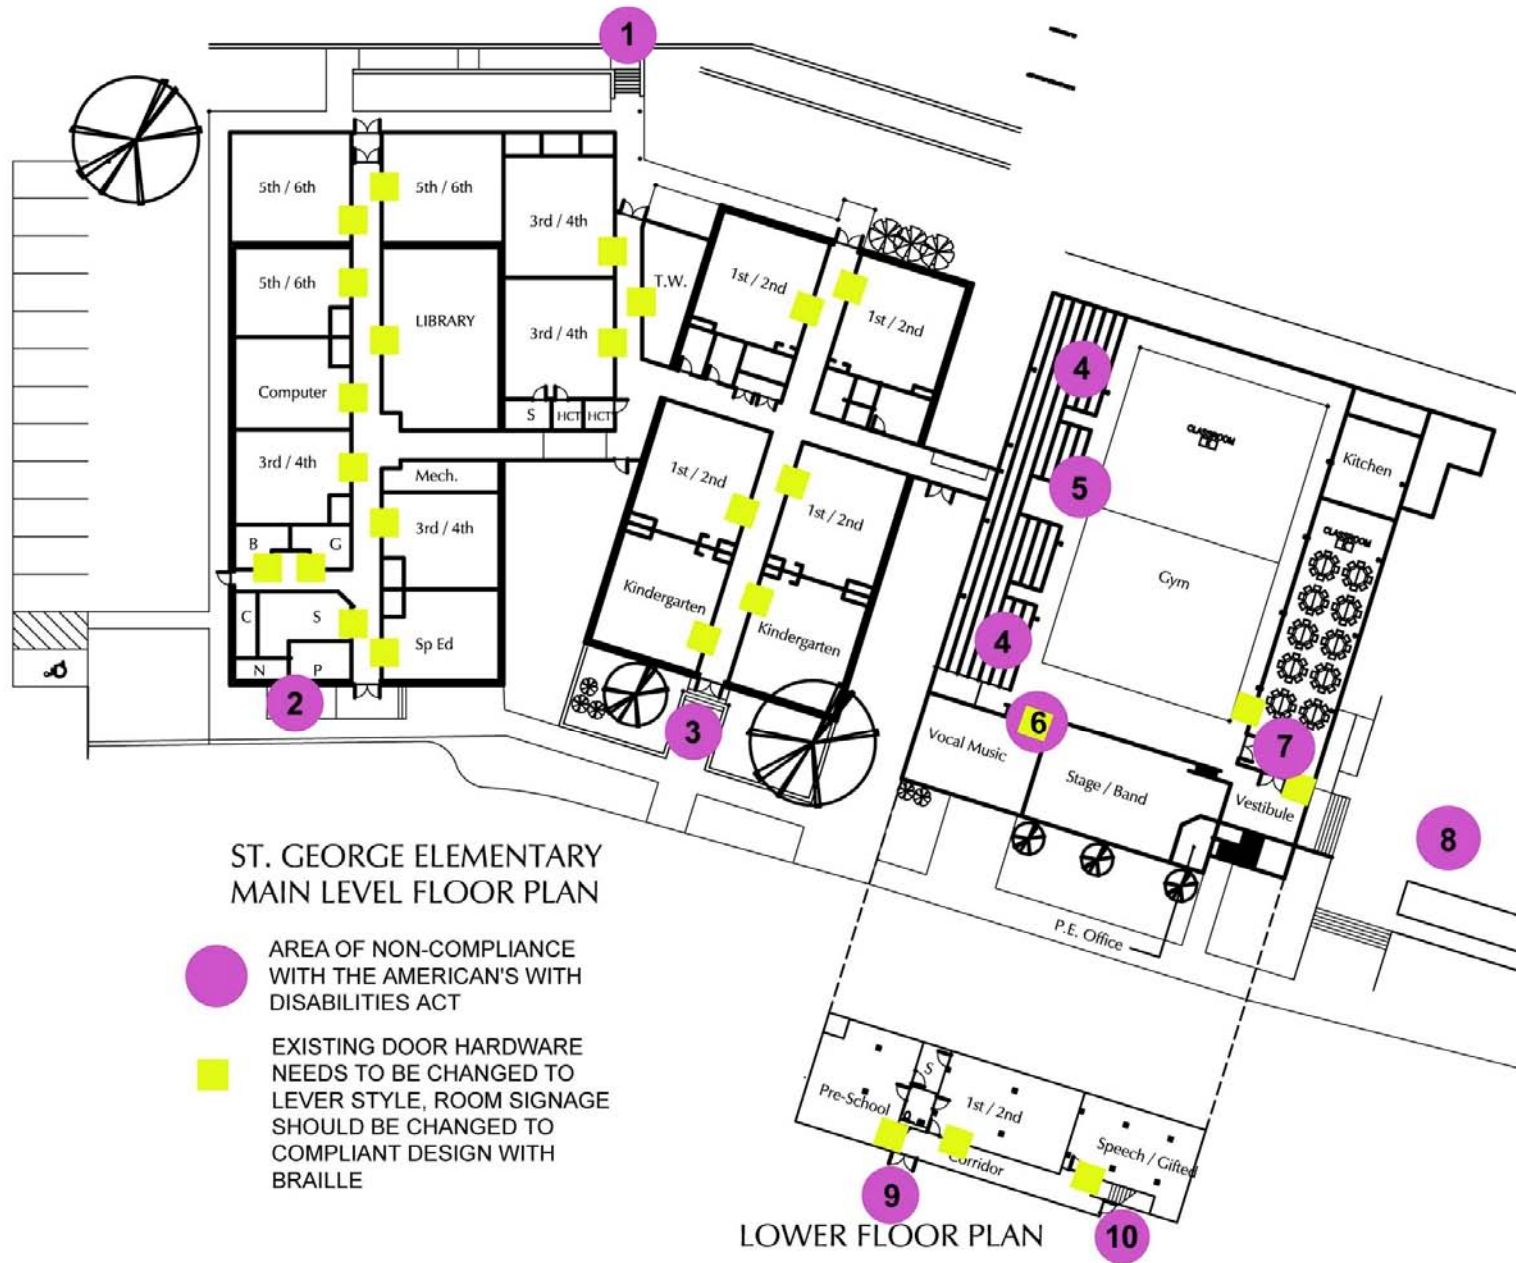 1
5th / 6th
5th / 6th
3rd / 4th
5th / 6th
LIBRARY
T.W.
1st / 2nd
1st / 2nd
3rd / 4th
Computer
S
HCT
HCT
3rd / 4th
Mech.
1st / 2nd
1st / 2nd
B
G
3rd / 4th
Kindergarten
Kindergarten
C
S
Sp Ed
N
P
2
3
4
CLASSROOM
Kitchen
5
CLASSROOM
Gym
4
6
7
Vocal Music
Stage / Band
Vestibule
8
P.E. Office
ST. GEORGE ELEMENTARY
MAIN LEVEL FLOOR PLAN
AREA OF NON-COMPLIANCE
WITH THE AMERICAN'S WITH
DISABILITIES ACT
EXISTING DOOR HARDWARE
NEEDS TO BE CHANGED TO
LEVER STYLE, ROOM SIGNAGE
SHOULD BE CHANGED TO
COMPLIANT DESIGN WITH
BRAILLE
S
Pre-School
P
1st / 2nd
Speech / Gifted
Corridor
9
10
LOWER FLOOR PLAN